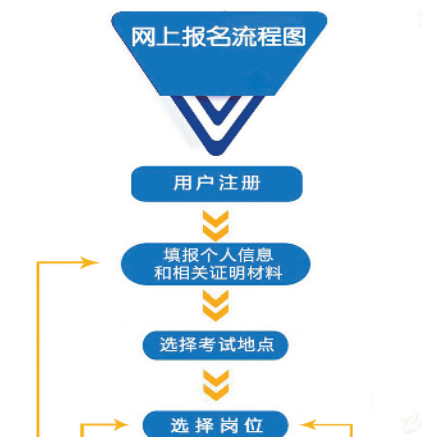 网上报名流程图
用户注册
填报个人信息
和相关证明材料
选择考试地点
选择岗位